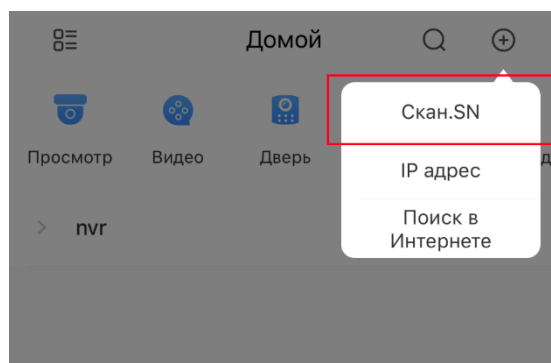 Домой
Скан.SN
Просмотр Видео Дверь
IP адрес
nvr
Поиск в
Интернете